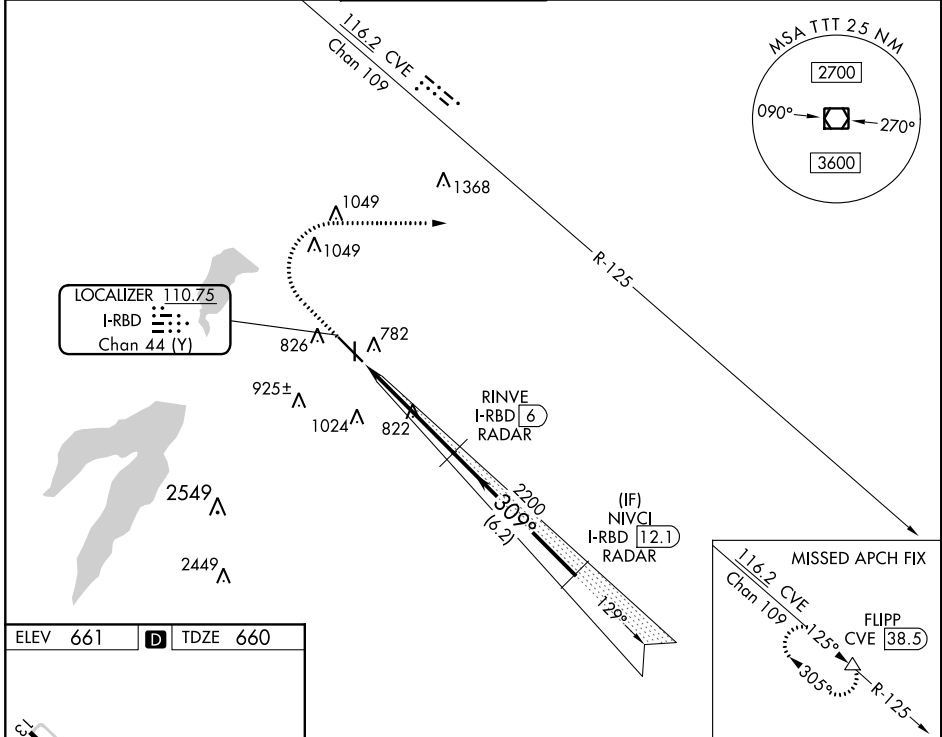 116.2 CVE
Chan 109
MSA TTT 25 NM
2700
090°
270°
3600
1368
1049
1049
R-125
LOCALIZER 110.75
I-RBD
Chan 44 (Y)
826
782
925±
1024
822
RINVE
I-RBD 6
RADAR
2549
2449
2200
309°
(6.2)
(IF)
NIVCI
I-RBD 12.1
RADAR
129°
MISSED APCH FIX
116.2 CVE
Chan 109
125°
305°
FLIPP
CVE 38.5
R-125
ELEV 661 D TDZE 660
13